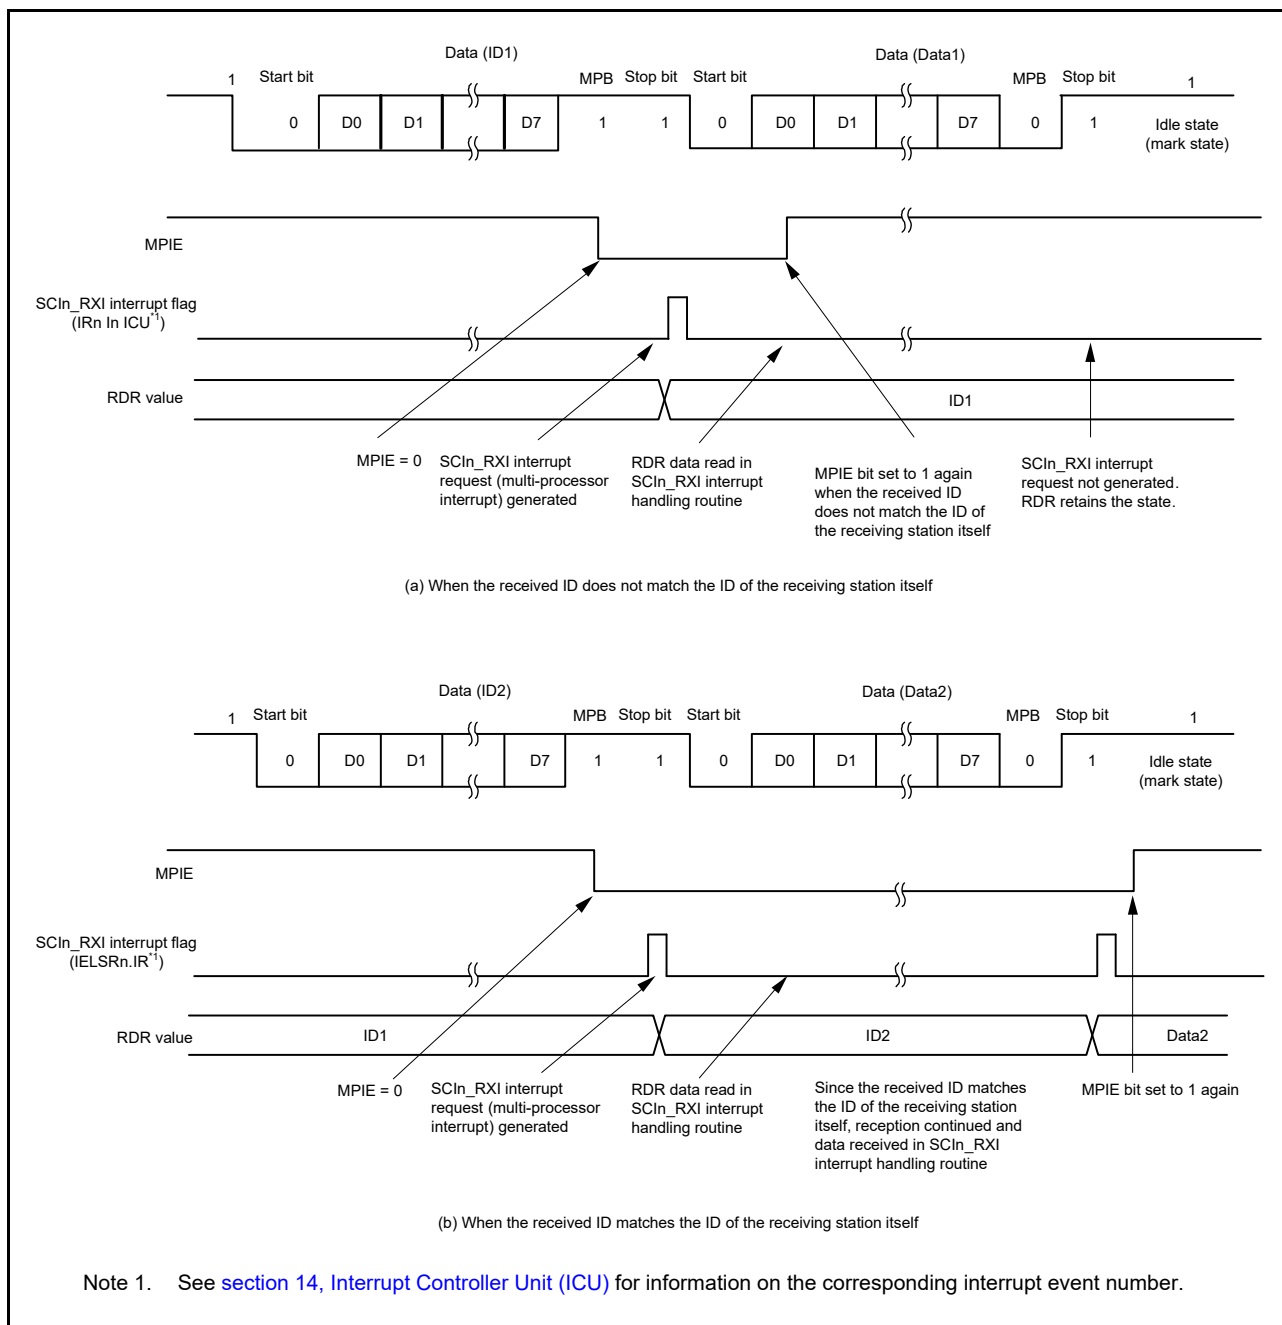 Data (ID1) Data (Data1)
1 Start bit MPB Stop bit Start bit MPB Stop bit 1
0 D0 D1 D7 1 1 0 D0 D1 D7 0 1 Idle state
(mark state)
MPIE
SCIn_RXI interrupt flag
(IRn In ICU*1)
RDR value ID1
MPIE = 0
SCIn_RXI interrupt
request (multi-processor
interrupt) generated
RDR data read in
SCIn_RXI interrupt
handling routine
MPIE bit set to 1 again
when the received ID
does not match the ID of
the receiving station itself
SCIn_RXI interrupt
request not generated.
RDR retains the state.
(a) When the received ID does not match the ID of the receiving station itself
Data (ID2) Data (Data2)
1 Start bit MPB Stop bit Start bit MPB Stop bit 1
0 D0 D1 D7 1 1 0 D0 D1 D7 0 1 Idle state
(mark state)
MPIE
SCIn_RXI interrupt flag
(IELSRn.IR*1)
RDR value ID1 ID2 Data2
MPIE = 0
SCIn_RXI interrupt
request (multi-processor
interrupt) generated
RDR data read in
SCIn_RXI interrupt
handling routine
Since the received ID matches
the ID of the receiving station
itself, reception continued and
data received in SCIn_RXI
interrupt handling routine
MPIE bit set to 1 again
(b) When the received ID matches the ID of the receiving station itself
Note 1. See section 14, Interrupt Controller Unit (ICU) for information on the corresponding interrupt event number.